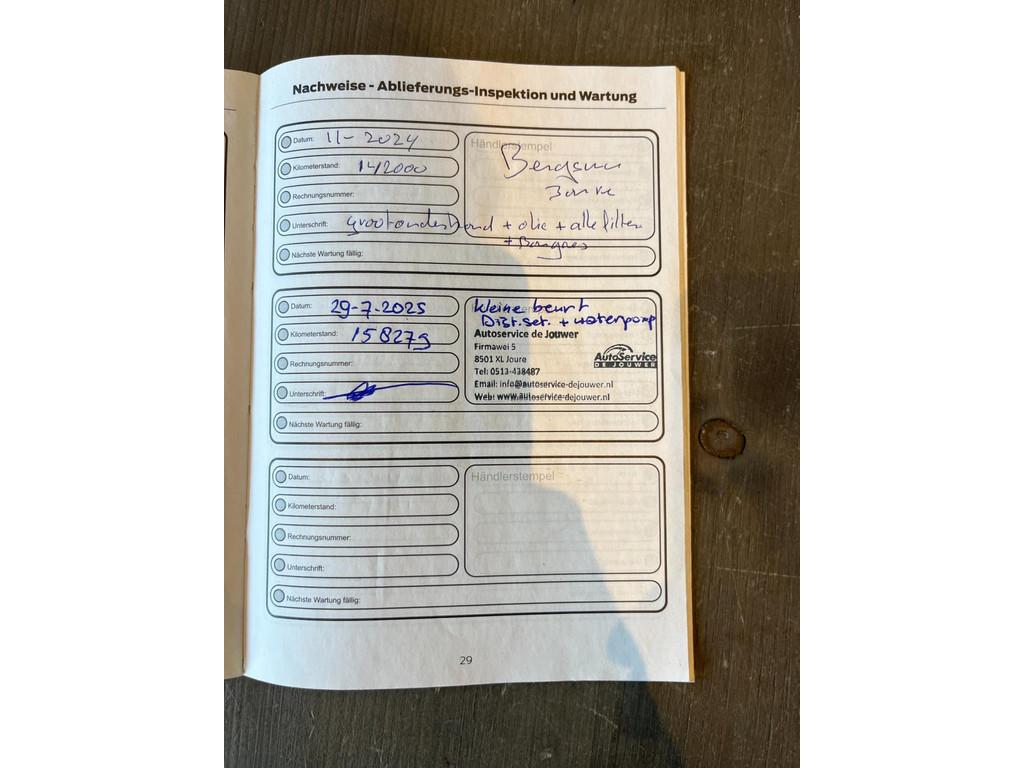 Nachweise - Ablieferungs-Inspektion und Wartung
Datum: 11-2024
Händlerstempel
Kilometerstand: 142000
Rechnungsnummer:
Unterschrift: grootonderhoud + olie + alle filters
+ Bougies
Nächste Wartung fällig:
Datum: 29-7-2025
Kleine beurt
Dist.set. + waterpomp
Kilometerstand: 158279
Autoservice de Jouwer
Firmawei 5
8501 XL Joure
Tel: 0513-418487
Email: info@autoservice-dejouwer.nl
Web: www.autoservice-dejouwer.nl
AutoService
DE JOUWER
Rechnungsnummer:
Unterschrift:
Nächste Wartung fällig:
Datum:
Händlerstempel
Kilometerstand:
Rechnungsnummer:
Unterschrift:
Nächste Wartung fällig:
29